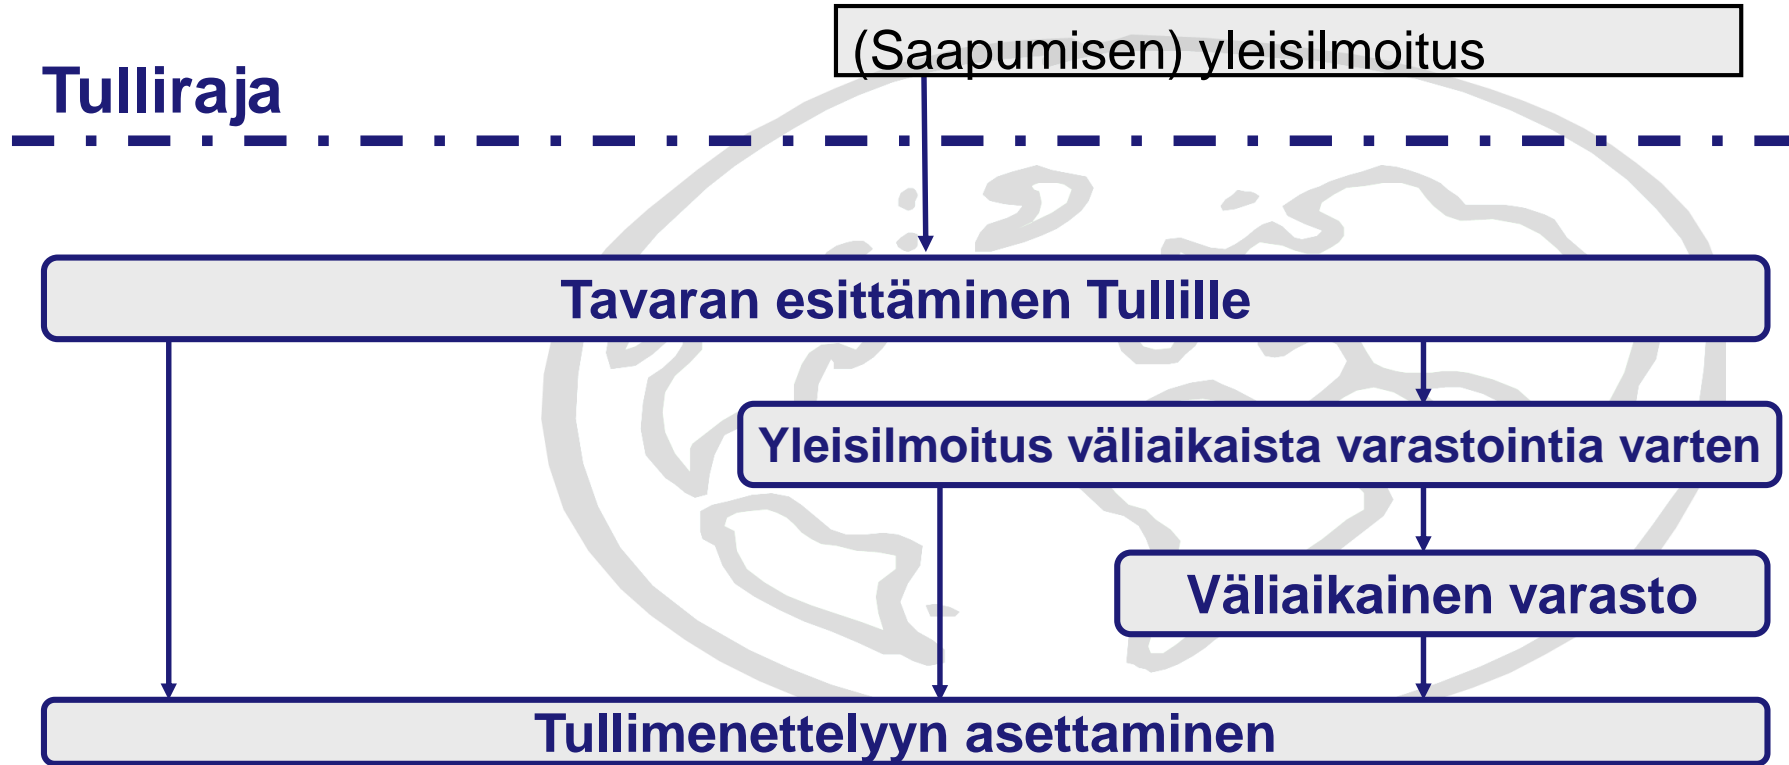 (Saapumisen) yleisilmoitus
Tulliraja
Tavaran esittäminen Tullille
Yleisilmoitus väliaikaista varastointia varten
Väliaikainen varasto
Tullimenettelyyn asettaminen